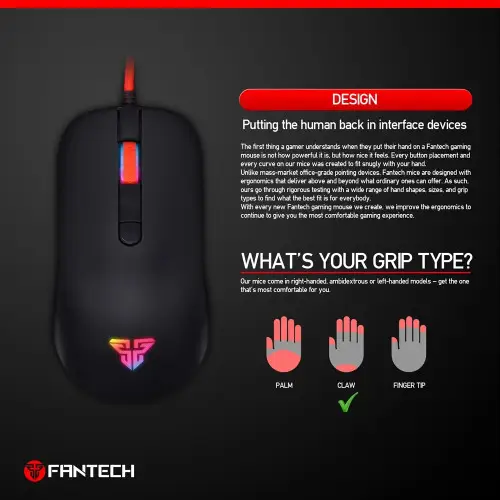 DESIGN
Putting the human back in interface devices
The first thing a gamer understands when they put their hand on a Fantech gaming
mouse is not how powerful it is, but how nice it feels. Every button placement and
every curve on our mice was created to fit snugly with your hand.
Unlike mass-market office-grade pointing devices, Fantech mice are designed with
ergonomics that deliver above and beyond what ordinary ones can offer. As such,
ours go through rigorous testing with a wide range of hand shapes, sizes, and grip
types to find what the best fit is for everybody.
With every new Fantech gaming mouse we create, we improve the ergonomics to
continue to give you the most comfortable gaming experience.
WHAT'S YOUR GRIP TYPE?
Our mice come in right-handed, ambidextrous or left-handed models – get the one
that's most comfortable for you.
PALM
CLAW
FINGER TIP
FANTECH